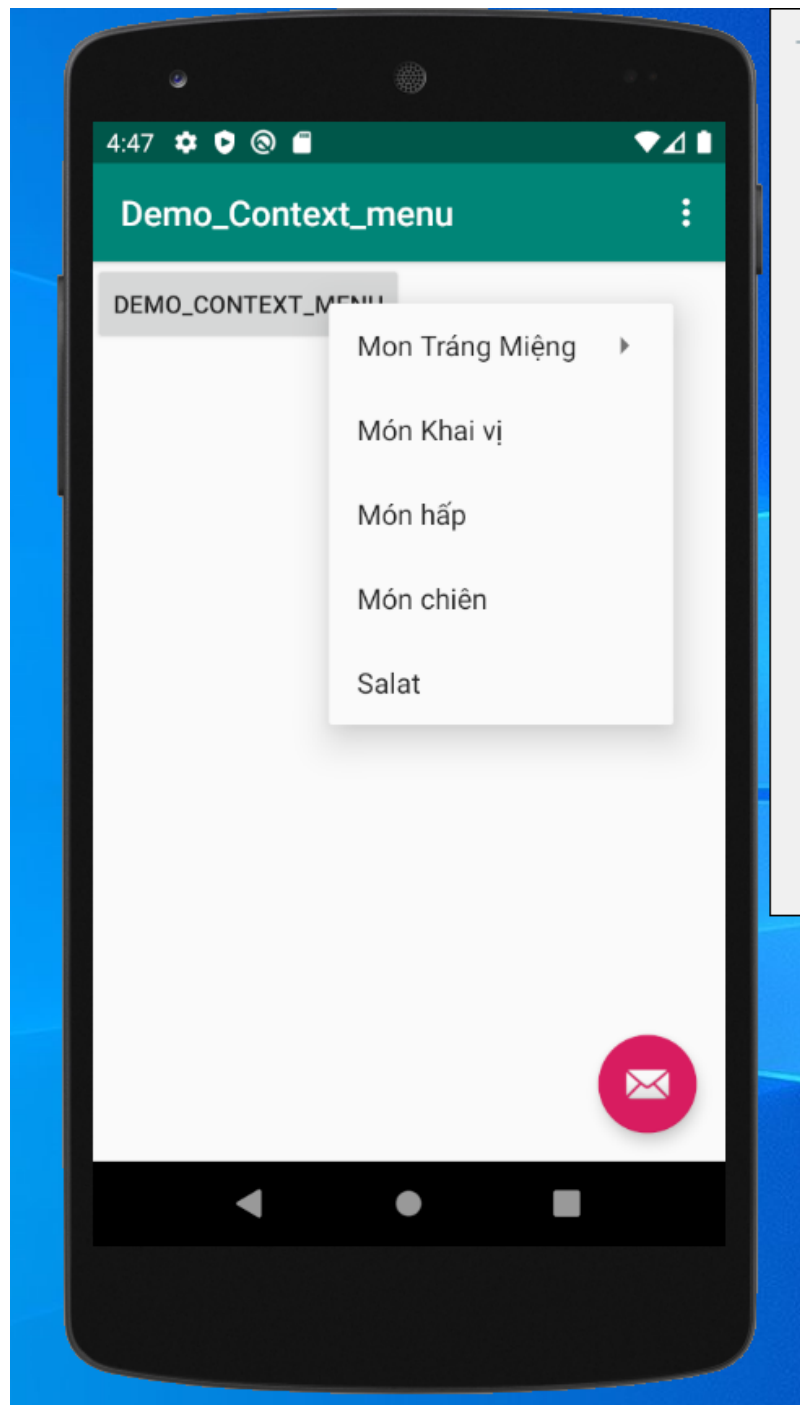 4:47
Demo_Context_menu
DEMO_CONTEXT_MENU
Mon Tráng Miệng
Món Khai vị
Món hấp
Món chiên
Salat